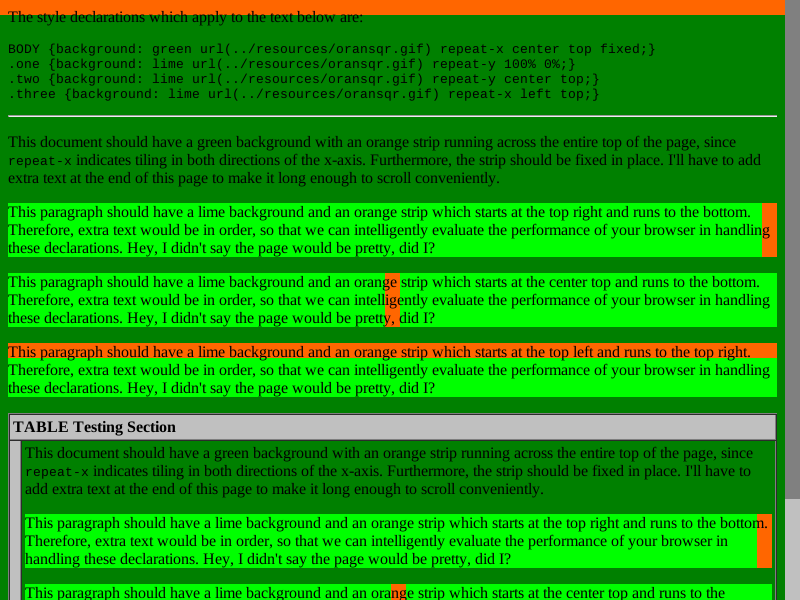 The style declarations which apply to the text below are:
BODY {background: green url(../resources/oransqr.gif) repeat-x center top fixed;}
.one {background: lime url(../resources/oransqr.gif) repeat-y 100% 0%;}
.two {background: lime url(../resources/oransqr.gif) repeat-y center top;}
.three {background: lime url(../resources/oransqr.gif) repeat-x left top;}
This document should have a green background with an orange strip running across the entire top of the page, since
repeat-x indicates tiling in both directions of the x-axis. Furthermore, the strip should be fixed in place. I'll have to add
extra text at the end of this page to make it long enough to scroll conveniently.
This paragraph should have a lime background and an orange strip which starts at the top right and runs to the bottom.
Therefore, extra text would be in order, so that we can intelligently evaluate the performance of your browser in handling
these declarations. Hey, I didn't say the page would be pretty, did I?
This paragraph should have a lime background and an orange strip which starts at the center top and runs to the bottom.
Therefore, extra text would be in order, so that we can intelligently evaluate the performance of your browser in handling
these declarations. Hey, I didn't say the page would be pretty, did I?
This paragraph should have a lime background and an orange strip which starts at the top left and runs to the top right.
Therefore, extra text would be in order, so that we can intelligently evaluate the performance of your browser in handling
these declarations. Hey, I didn't say the page would be pretty, did I?
TABLE Testing Section
This document should have a green background with an orange strip running across the entire top of the page, since
repeat-x indicates tiling in both directions of the x-axis. Furthermore, the strip should be fixed in place. I'll have to
add extra text at the end of this page to make it long enough to scroll conveniently.
This paragraph should have a lime background and an orange strip which starts at the top right and runs to the bottom.
Therefore, extra text would be in order, so that we can intelligently evaluate the performance of your browser in
handling these declarations. Hey, I didn't say the page would be pretty, did I?
This paragraph should have a lime background and an orange strip which starts at the center top and runs to the